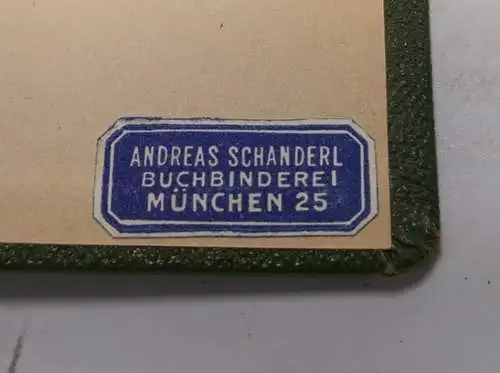 ANDREAS SCHANDERL
BUCHBINDEREI
MÜNCHEN 25